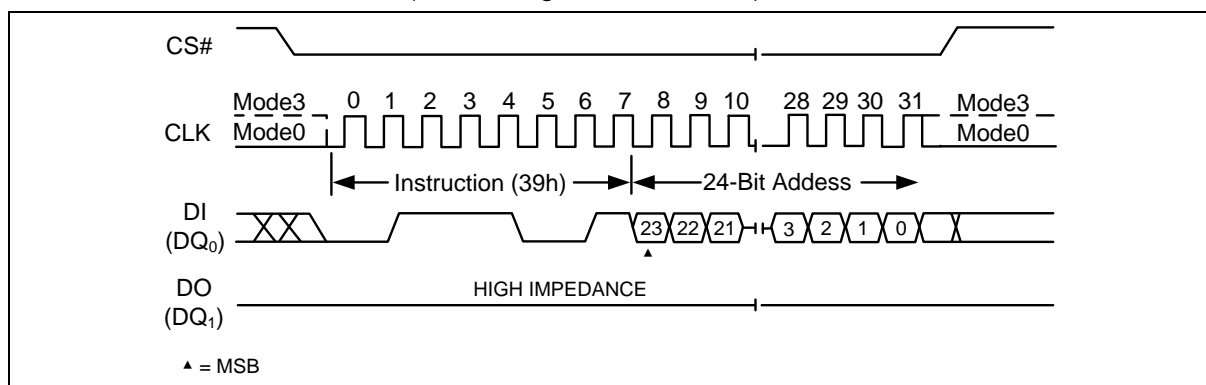 CS#
Mode3 0 1 2 3 4 5 6 7 8 9 10 28 29 30 31 Mode3
CLK Mode0 Mode0
Instruction (39h) 24-Bit Addess
DI
(DQ0) 23 22 21 3 2 1 0
DO HIGH IMPEDANCE
(DQ1)
▲ = MSB